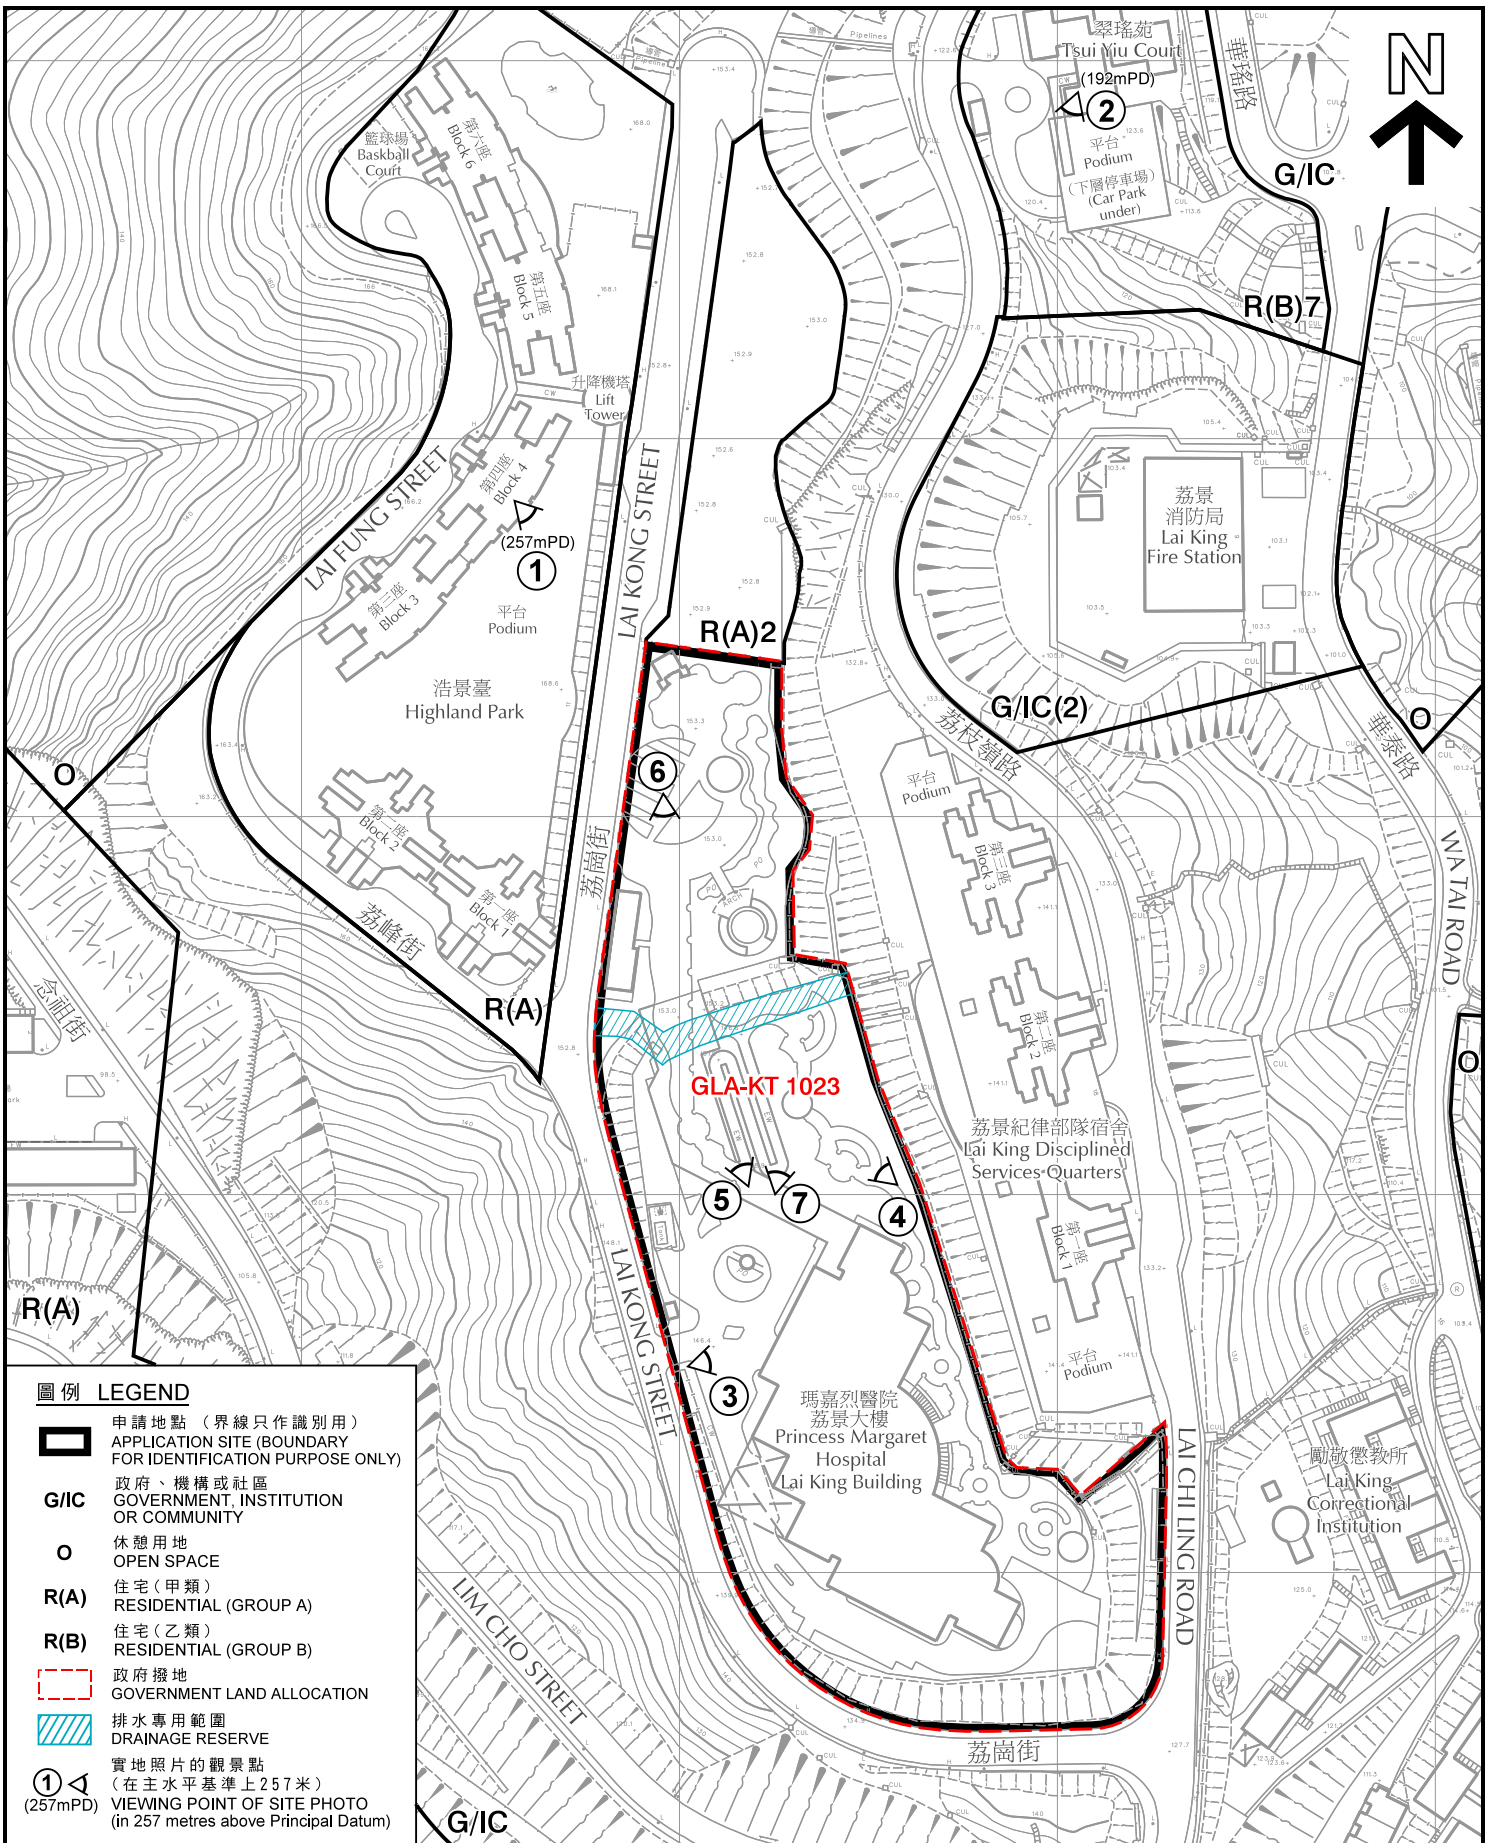 翠瑤苑
Tsui Yiu Court
(192mPD)
2
平台
Podium
(下層停車場)
(Car Park
under)
華瑤路
N
G/IC
導管
Pipelines
籃球場
Baskball
Court
第六座
Block 6
第五座
Block 5
升降機塔
Lift
Tower
第四座
Block 4
(257mPD)
1
第三座
Block 3
平台
Podium
LAI FUNG STREET
LAI KONG STREET
R(B)7
荔景
消防局
Lai King
Fire Station
R(A)2
浩景臺
Highland Park
G/IC(2)
荔枝嶺路
華泰路
O
O
6
平台
Podium
第二座
Block 2
第一座
Block 1
荔崗街
荔峰街
第三座
Block 3
WA TAI ROAD
R(A)
念祖街
第二座
Block 2
O
GLA-KT 1023
荔景紀律部隊宿舍
Lai King Disciplined
Services Quarters
5
7
4
第一座
Block 1
LAI KONG STREET
R(A)
3
平台
Podium
瑪嘉烈醫院
荔景大樓
Princess Margaret
Hospital
Lai King Building
LAI CHI LING ROAD
勵敬懲教所
Lai King
Correctional
Institution
LIM CHO STREET
荔崗街
G/IC
圖例 LEGEND
申請地點 (界線只作識別用)
APPLICATION SITE (BOUNDARY
FOR IDENTIFICATION PURPOSE ONLY)
政府、機構或社區
G/IC GOVERNMENT, INSTITUTION
OR COMMUNITY
休憩用地
O OPEN SPACE
住宅(甲類)
R(A) RESIDENTIAL (GROUP A)
住宅(乙類)
R(B) RESIDENTIAL (GROUP B)
政府撥地
GOVERNMENT LAND ALLOCATION
排水專用範圍
DRAINAGE RESERVE
實地照片的觀景點
1 (在主水平基準上257米)
(257mPD) VIEWING POINT OF SITE PHOTO
(in 257 metres above Principal Datum)